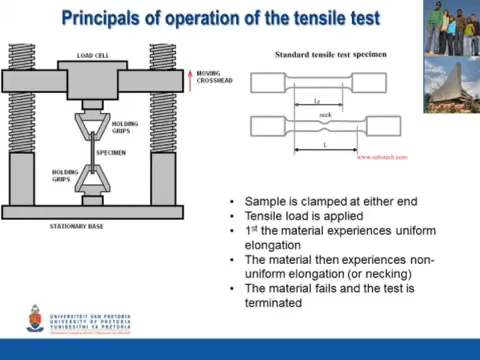 Principals of operation of the tensile test
LOAD CELL
MOVING
CROSSHEAD
HOLDING
GRIPS
SPECIMEN
HOLDING
GRIPS
STATIONARY BASE
Standard tensile test specimen
L₀
neck
L
• Sample is clamped at either end
• Tensile load is applied
• 1st the material experiences uniform
elongation
• The material then experiences non-
uniform elongation (or necking)
• The material fails and the test is
terminated
UNIVERSITEIT VAN PRETORIA
UNIVERSITY OF PRETORIA
YUNIBESITHI YA PRETORIA